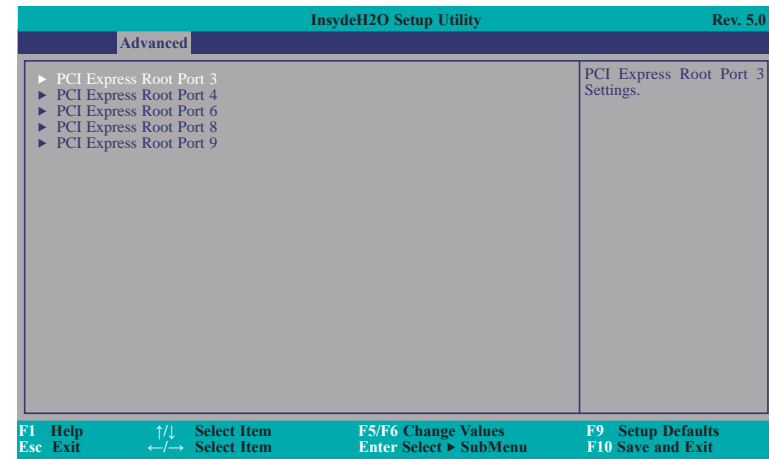 InsydeH2O Setup Utility Rev. 5.0
Advanced
► PCI Express Root Port 3
► PCI Express Root Port 4
► PCI Express Root Port 6
► PCI Express Root Port 8
► PCI Express Root Port 9
PCI Express Root Port 3
Settings.
F1 Help ↑/↓ Select Item F5/F6 Change Values F9 Setup Defaults
Esc Exit ←/→ Select Item Enter Select ► SubMenu F10 Save and Exit